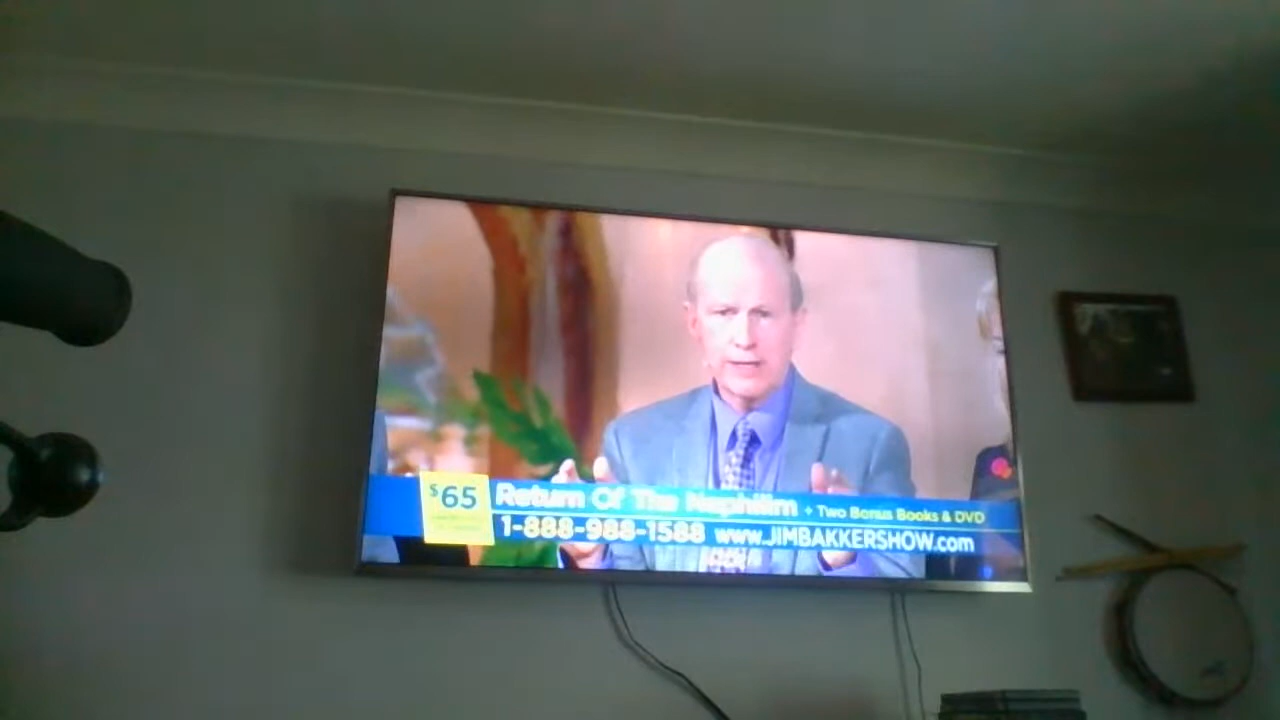 $65
Return Of The Nephilim + Two Bonus Books & DVD
1-888-988-1588 www.JIMBAKKERSHOW.com